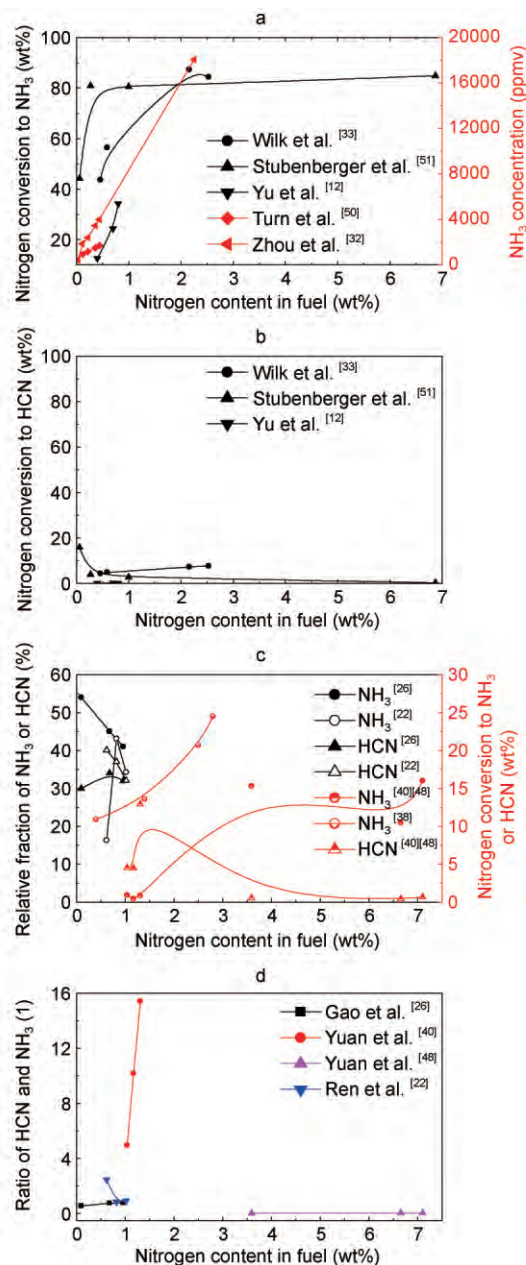 a
Nitrogen conversion to NH₃ (wt%)
100
80
60
40
20
20000
16000
12000
8000
4000
0
NH₃ concentration (ppmv)
Wilk et al. [33]
Stubenberger et al. [51]
Yu et al. [12]
Turn et al. [50]
Zhou et al. [32]
0 1 2 3 4 5 6 7
Nitrogen content in fuel (wt%)
b
Nitrogen conversion to HCN (wt%)
100
80
60
40
20
0
Wilk et al. [33]
Stubenberger et al. [51]
Yu et al. [12]
0 1 2 3 4 5 6 7
Nitrogen content in fuel (wt%)
c
Relative fraction of NH₃ or HCN (%)
60
50
40
30
20
10
0
30
25
20
15
10
5
0
Nitrogen conversion to NH₃
or HCN (wt%)
NH₃ [26]
NH₃ [22]
HCN [26]
HCN [22]
NH₃ [40][48]
NH₃ [38]
HCN [40][48]
0 1 2 3 4 5 6 7 8
Nitrogen content in fuel (wt%)
d
Ratio of HCN and NH₃ (1)
16
12
8
4
0
Gao et al. [26]
Yuan et al. [40]
Yuan et al. [48]
Ren et al. [22]
0 1 2 3 4 5 6 7 8
Nitrogen content in fuel (wt%)